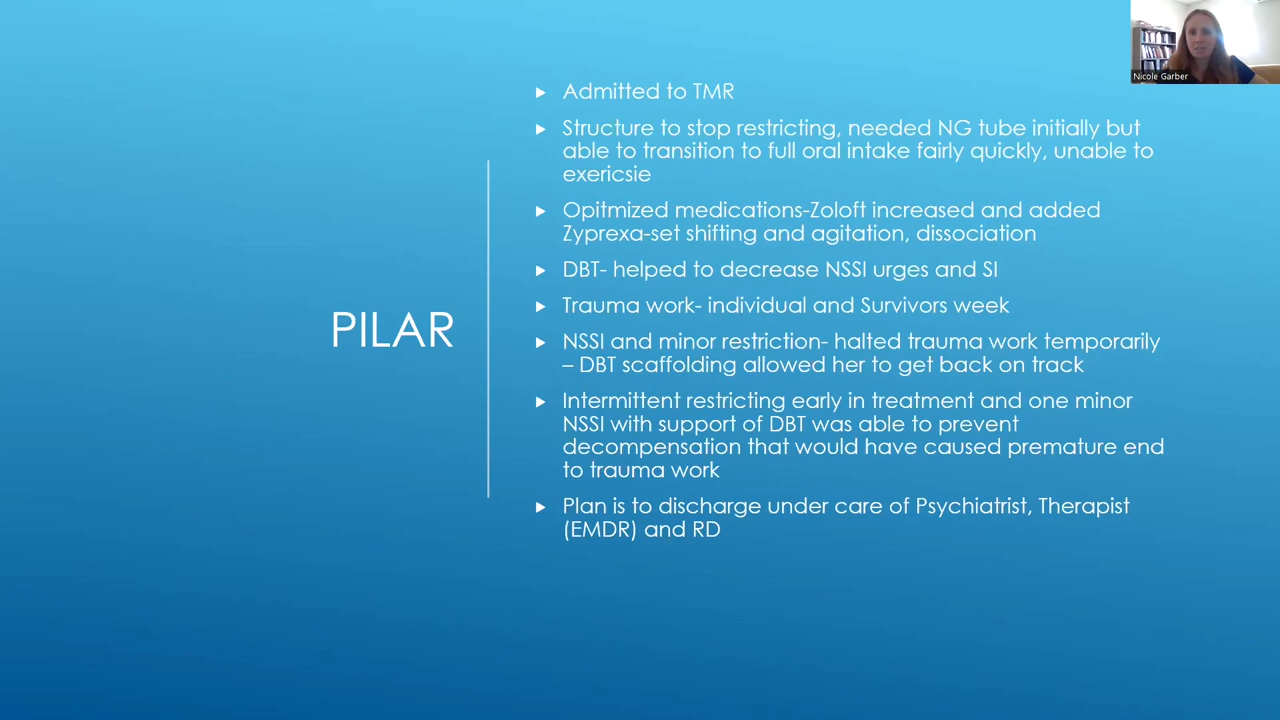 Nicole Garber
PILAR
Admitted to TMR
Structure to stop restricting, needed NG tube initially but
able to transition to full oral intake fairly quickly, unable to
exericsie
Opitmized medications-Zoloft increased and added
Zyprexa-set shifting and agitation, dissociation
DBT- helped to decrease NSSI urges and SI
Trauma work- individual and Survivors week
NSSI and minor restriction- halted trauma work temporarily
– DBT scaffolding allowed her to get back on track
Intermittent restricting early in treatment and one minor
NSSI with support of DBT was able to prevent
decompensation that would have caused premature end
to trauma work
Plan is to discharge under care of Psychiatrist, Therapist
(EMDR) and RD